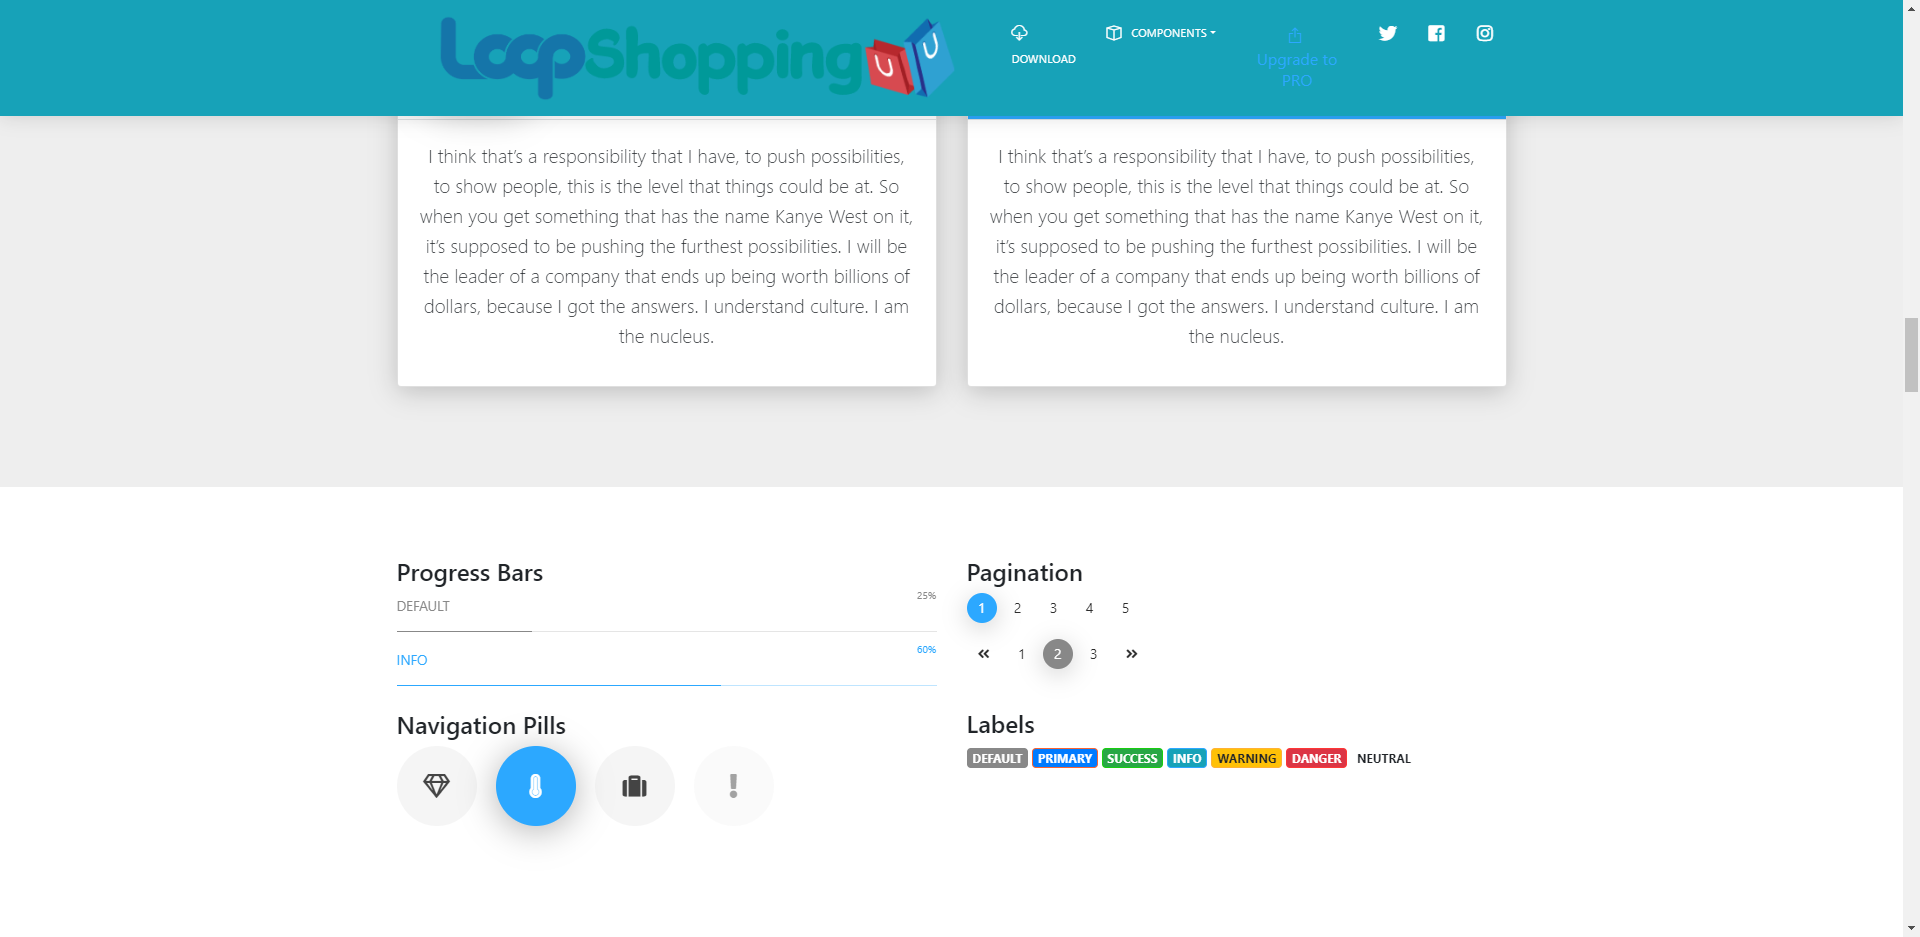 LoopShopping
DOWNLOAD
COMPONENTS
Upgrade to
PRO
I think that’s a responsibility that I have, to push possibilities,
to show people, this is the level that things could be at. So
when you get something that has the name Kanye West on it,
it’s supposed to be pushing the furthest possibilities. I will be
the leader of a company that ends up being worth billions of
dollars, because I got the answers. I understand culture. I am
the nucleus.
I think that’s a responsibility that I have, to push possibilities,
to show people, this is the level that things could be at. So
when you get something that has the name Kanye West on it,
it’s supposed to be pushing the furthest possibilities. I will be
the leader of a company that ends up being worth billions of
dollars, because I got the answers. I understand culture. I am
the nucleus.
Progress Bars
DEFAULT 25%
INFO 60%
Navigation Pills
Pagination
1 2 3 4 5
« 1 2 3 »
Labels
DEFAULT PRIMARY SUCCESS INFO WARNING DANGER NEUTRAL